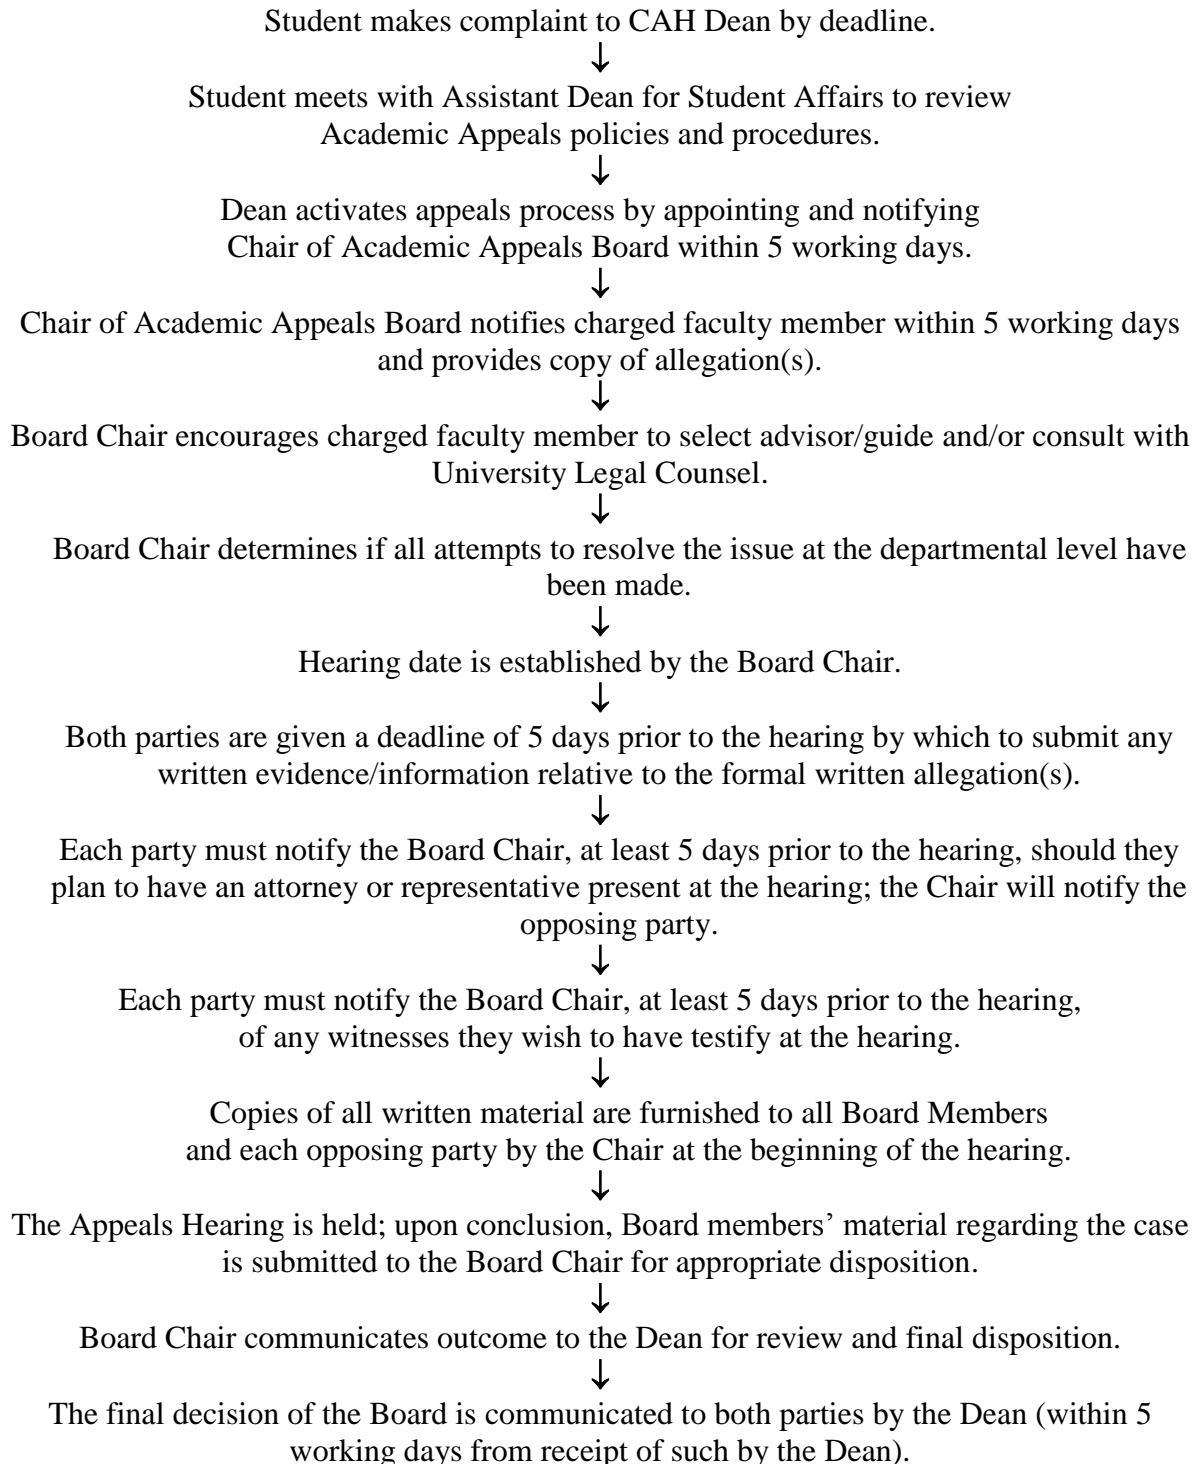 Student makes complaint to CAH Dean by deadline.
↓
Student meets with Assistant Dean for Student Affairs to review
Academic Appeals policies and procedures.
↓
Dean activates appeals process by appointing and notifying
Chair of Academic Appeals Board within 5 working days.
↓
Chair of Academic Appeals Board notifies charged faculty member within 5 working days
and provides copy of allegation(s).
↓
Board Chair encourages charged faculty member to select advisor/guide and/or consult with
University Legal Counsel.
↓
Board Chair determines if all attempts to resolve the issue at the departmental level have
been made.
↓
Hearing date is established by the Board Chair.
↓
Both parties are given a deadline of 5 days prior to the hearing by which to submit any
written evidence/information relative to the formal written allegation(s).
↓
Each party must notify the Board Chair, at least 5 days prior to the hearing, should they
plan to have an attorney or representative present at the hearing; the Chair will notify the
opposing party.
↓
Each party must notify the Board Chair, at least 5 days prior to the hearing,
of any witnesses they wish to have testify at the hearing.
↓
Copies of all written material are furnished to all Board Members
and each opposing party by the Chair at the beginning of the hearing.
↓
The Appeals Hearing is held; upon conclusion, Board members’ material regarding the case
is submitted to the Board Chair for appropriate disposition.
↓
Board Chair communicates outcome to the Dean for review and final disposition.
↓
The final decision of the Board is communicated to both parties by the Dean (within 5
working days from receipt of such by the Dean).